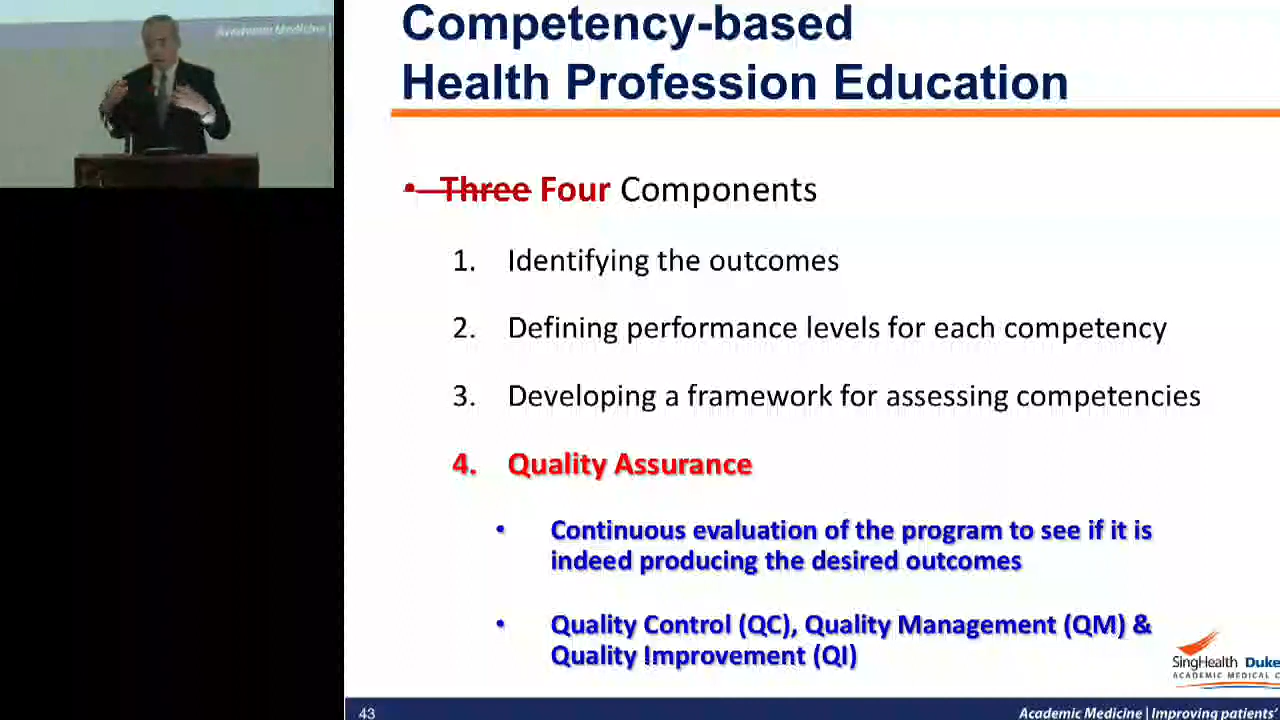 Academic Medicine |
Competency-based
Health Profession Education
• Three Four Components
1. Identifying the outcomes
2. Defining performance levels for each competency
3. Developing a framework for assessing competencies
4. Quality Assurance
• Continuous evaluation of the program to see if it is
indeed producing the desired outcomes
• Quality Control (QC), Quality Management (QM) &
Quality Improvement (QI)
SingHealth Duke
ACADEMIC MEDICAL C
43
Academic Medicine | Improving patients'